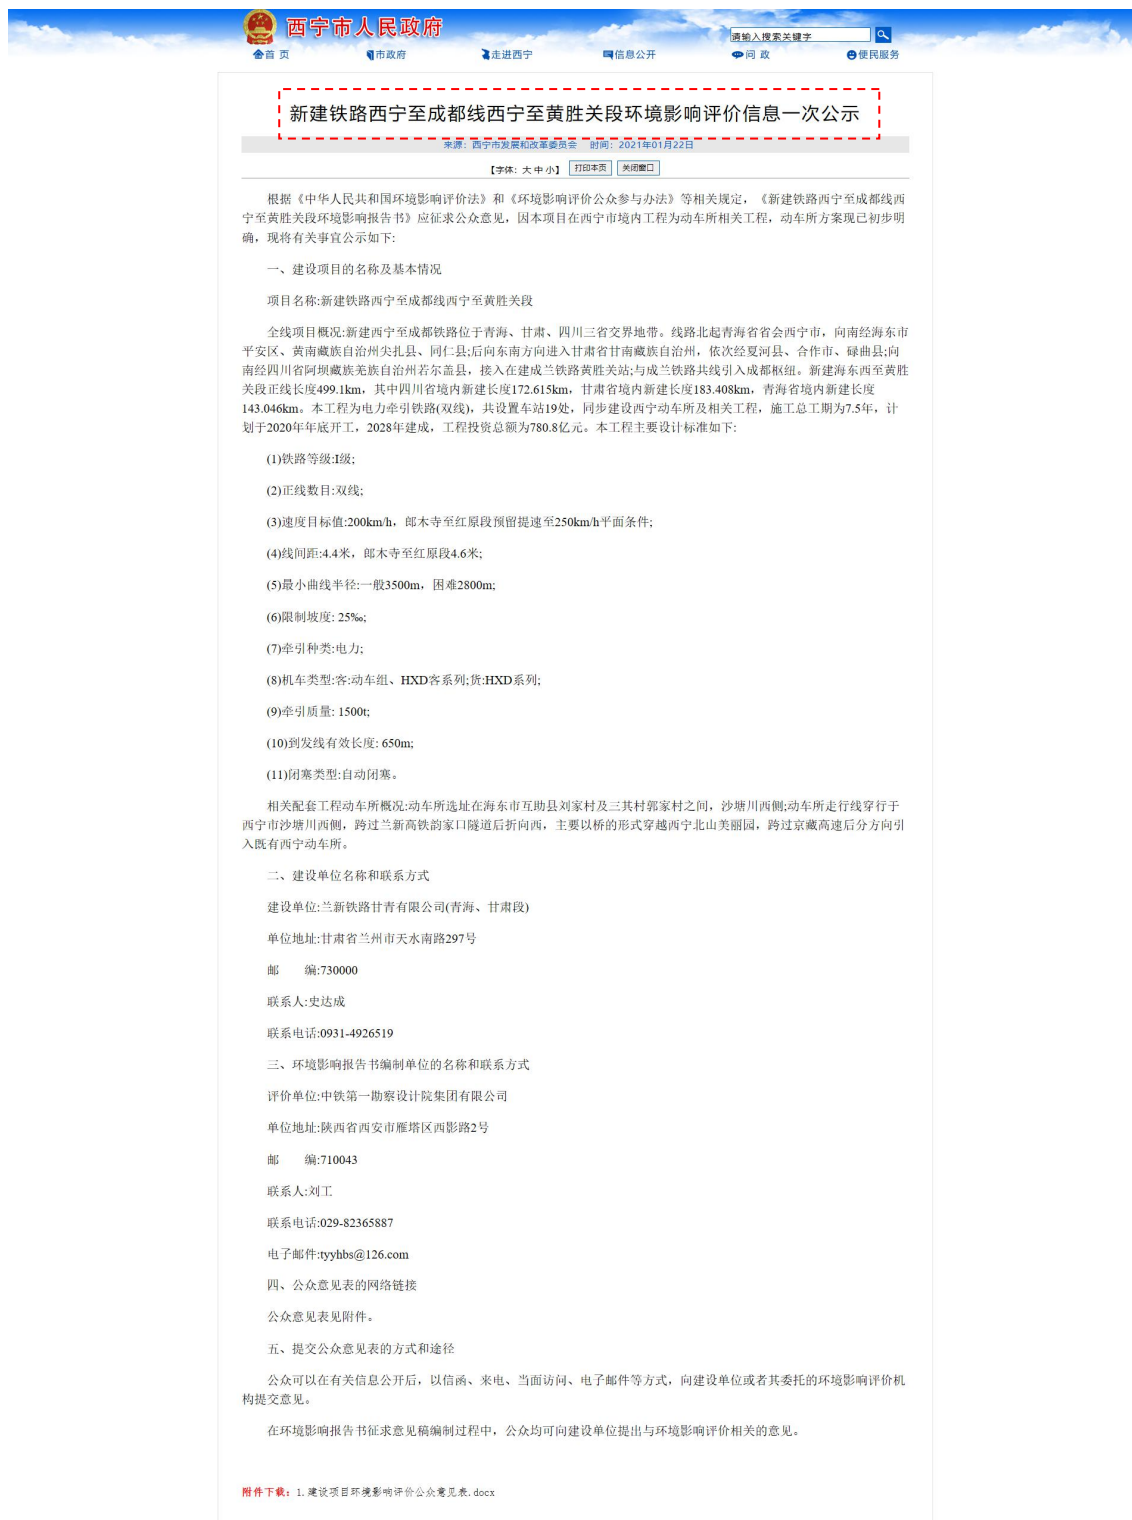 西宁市人民政府
请输入搜索关键字
首 页 市政府 走进西宁 信息公开 问 政 便民服务
新建铁路西宁至成都线西宁至黄胜关段环境影响评价信息一次公示
来源：西宁市发展和改革委员会 时间：2021年01月22日
【字体：大 中 小】 打印本页 关闭窗口
根据《中华人民共和国环境影响评价法》和《环境影响评价公众参与办法》等相关规定，《新建铁路西宁至成都线西
宁至黄胜关段环境影响报告书》应征求公众意见，因本项目在西宁市境内工程为动车所相关工程，动车所方案现已初步明
确，现将有关事宜公示如下:
一、建设项目的名称及基本情况
项目名称:新建铁路西宁至成都线西宁至黄胜关段
全线项目概况:新建西宁至成都铁路位于青海、甘肃、四川三省交界地带。线路北起青海省省会西宁市，向南经海东市
平安区、黄南藏族自治州尖扎县、同仁县;后向东南方向进入甘肃省甘南藏族自治州，依次经夏河县、合作市、碌曲县;向
南经四川省阿坝藏族羌族自治州若尔盖县，接入在建成兰铁路黄胜关站;与成兰铁路共线引入成都枢纽。新建海东西至黄胜
关段正线长度499.1km，其中四川省境内新建长度172.615km，甘肃省境内新建长度183.408km，青海省境内新建长度
143.046km。本工程为电力牵引铁路(双线)，共设置车站19处，同步建设西宁动车所及相关工程，施工总工期为7.5年，计
划于2020年年底开工，2028年建成，工程投资总额为780.8亿元。本工程主要设计标准如下:
(1)铁路等级:I级;
(2)正线数目:双线;
(3)速度目标值:200km/h，郎木寺至红原段预留提速至250km/h平面条件;
(4)线间距:4.4米，郎木寺至红原段4.6米;
(5)最小曲线半径:一般3500m，困难2800m;
(6)限制坡度: 25‰;
(7)牵引种类:电力;
(8)机车类型:客:动车组、HXD客系列;货:HXD系列;
(9)牵引质量: 1500t;
(10)到发线有效长度: 650m;
(11)闭塞类型:自动闭塞。
相关配套工程动车所概况:动车所选址在海东市互助县刘家村及三其村郭家村之间，沙塘川西侧;动车所走行线穿行于
西宁市沙塘川西侧，跨过兰新高铁韵家口隧道后折向西，主要以桥的形式穿越西宁北山美丽园，跨过京藏高速后分方向引
入既有西宁动车所。
二、建设单位名称和联系方式
建设单位:兰新铁路甘青有限公司(青海、甘肃段)
单位地址:甘肃省兰州市天水南路297号
邮 编:730000
联系人:史达成
联系电话:0931-4926519
三、环境影响报告书编制单位的名称和联系方式
评价单位:中铁第一勘察设计院集团有限公司
单位地址:陕西省西安市雁塔区西影路2号
邮 编:710043
联系人:刘工
联系电话:029-82365887
电子邮件:tyyhbs@126.com
四、公众意见表的网络链接
公众意见表见附件。
五、提交公众意见表的方式和途径
公众可以在有关信息公开后，以信函、来电、当面访问、电子邮件等方式，向建设单位或者其委托的环境影响评价机
构提交意见。
在环境影响报告书征求意见稿编制过程中，公众均可向建设单位提出与环境影响评价相关的意见。
附件下载：1.建设项目环境影响评价公众意见表.docx